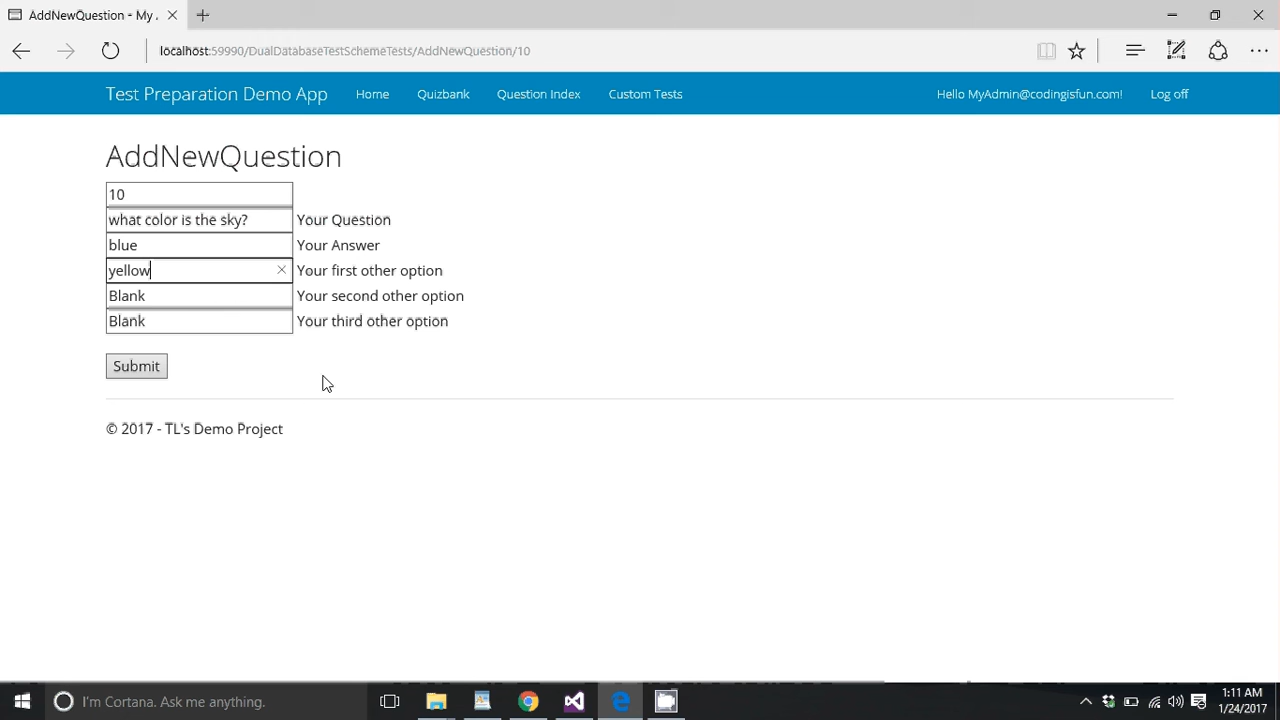 AddNewQuestion - My
localhost:59990/DualDatabaseTestSchemeTests/AddNewQuestion/10
Test Preparation Demo App Home Quizbank Question Index Custom Tests Hello MyAdmin@codingisfun.com! Log off
AddNewQuestion
10
what color is the sky? Your Question
blue Your Answer
yellow Your first other option
Blank Your second other option
Blank Your third other option
Submit
© 2017 - TL's Demo Project
I'm Cortana. Ask me anything.
1:11 AM
1/24/2017